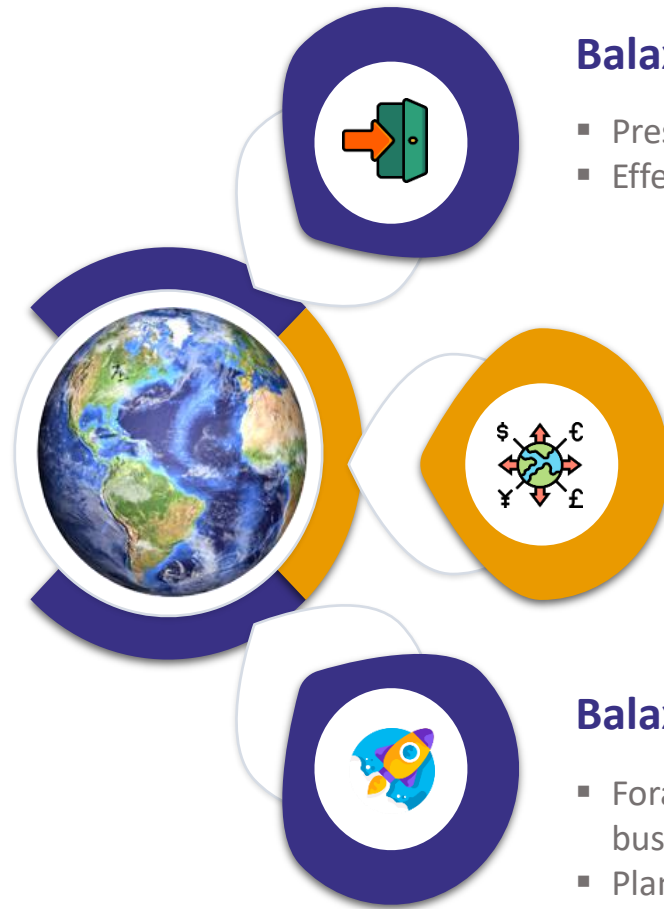 Balax
▪ Pres
▪ Effe
$ €
¥ £
Balax
▪ Fora
bus
▪ Plan